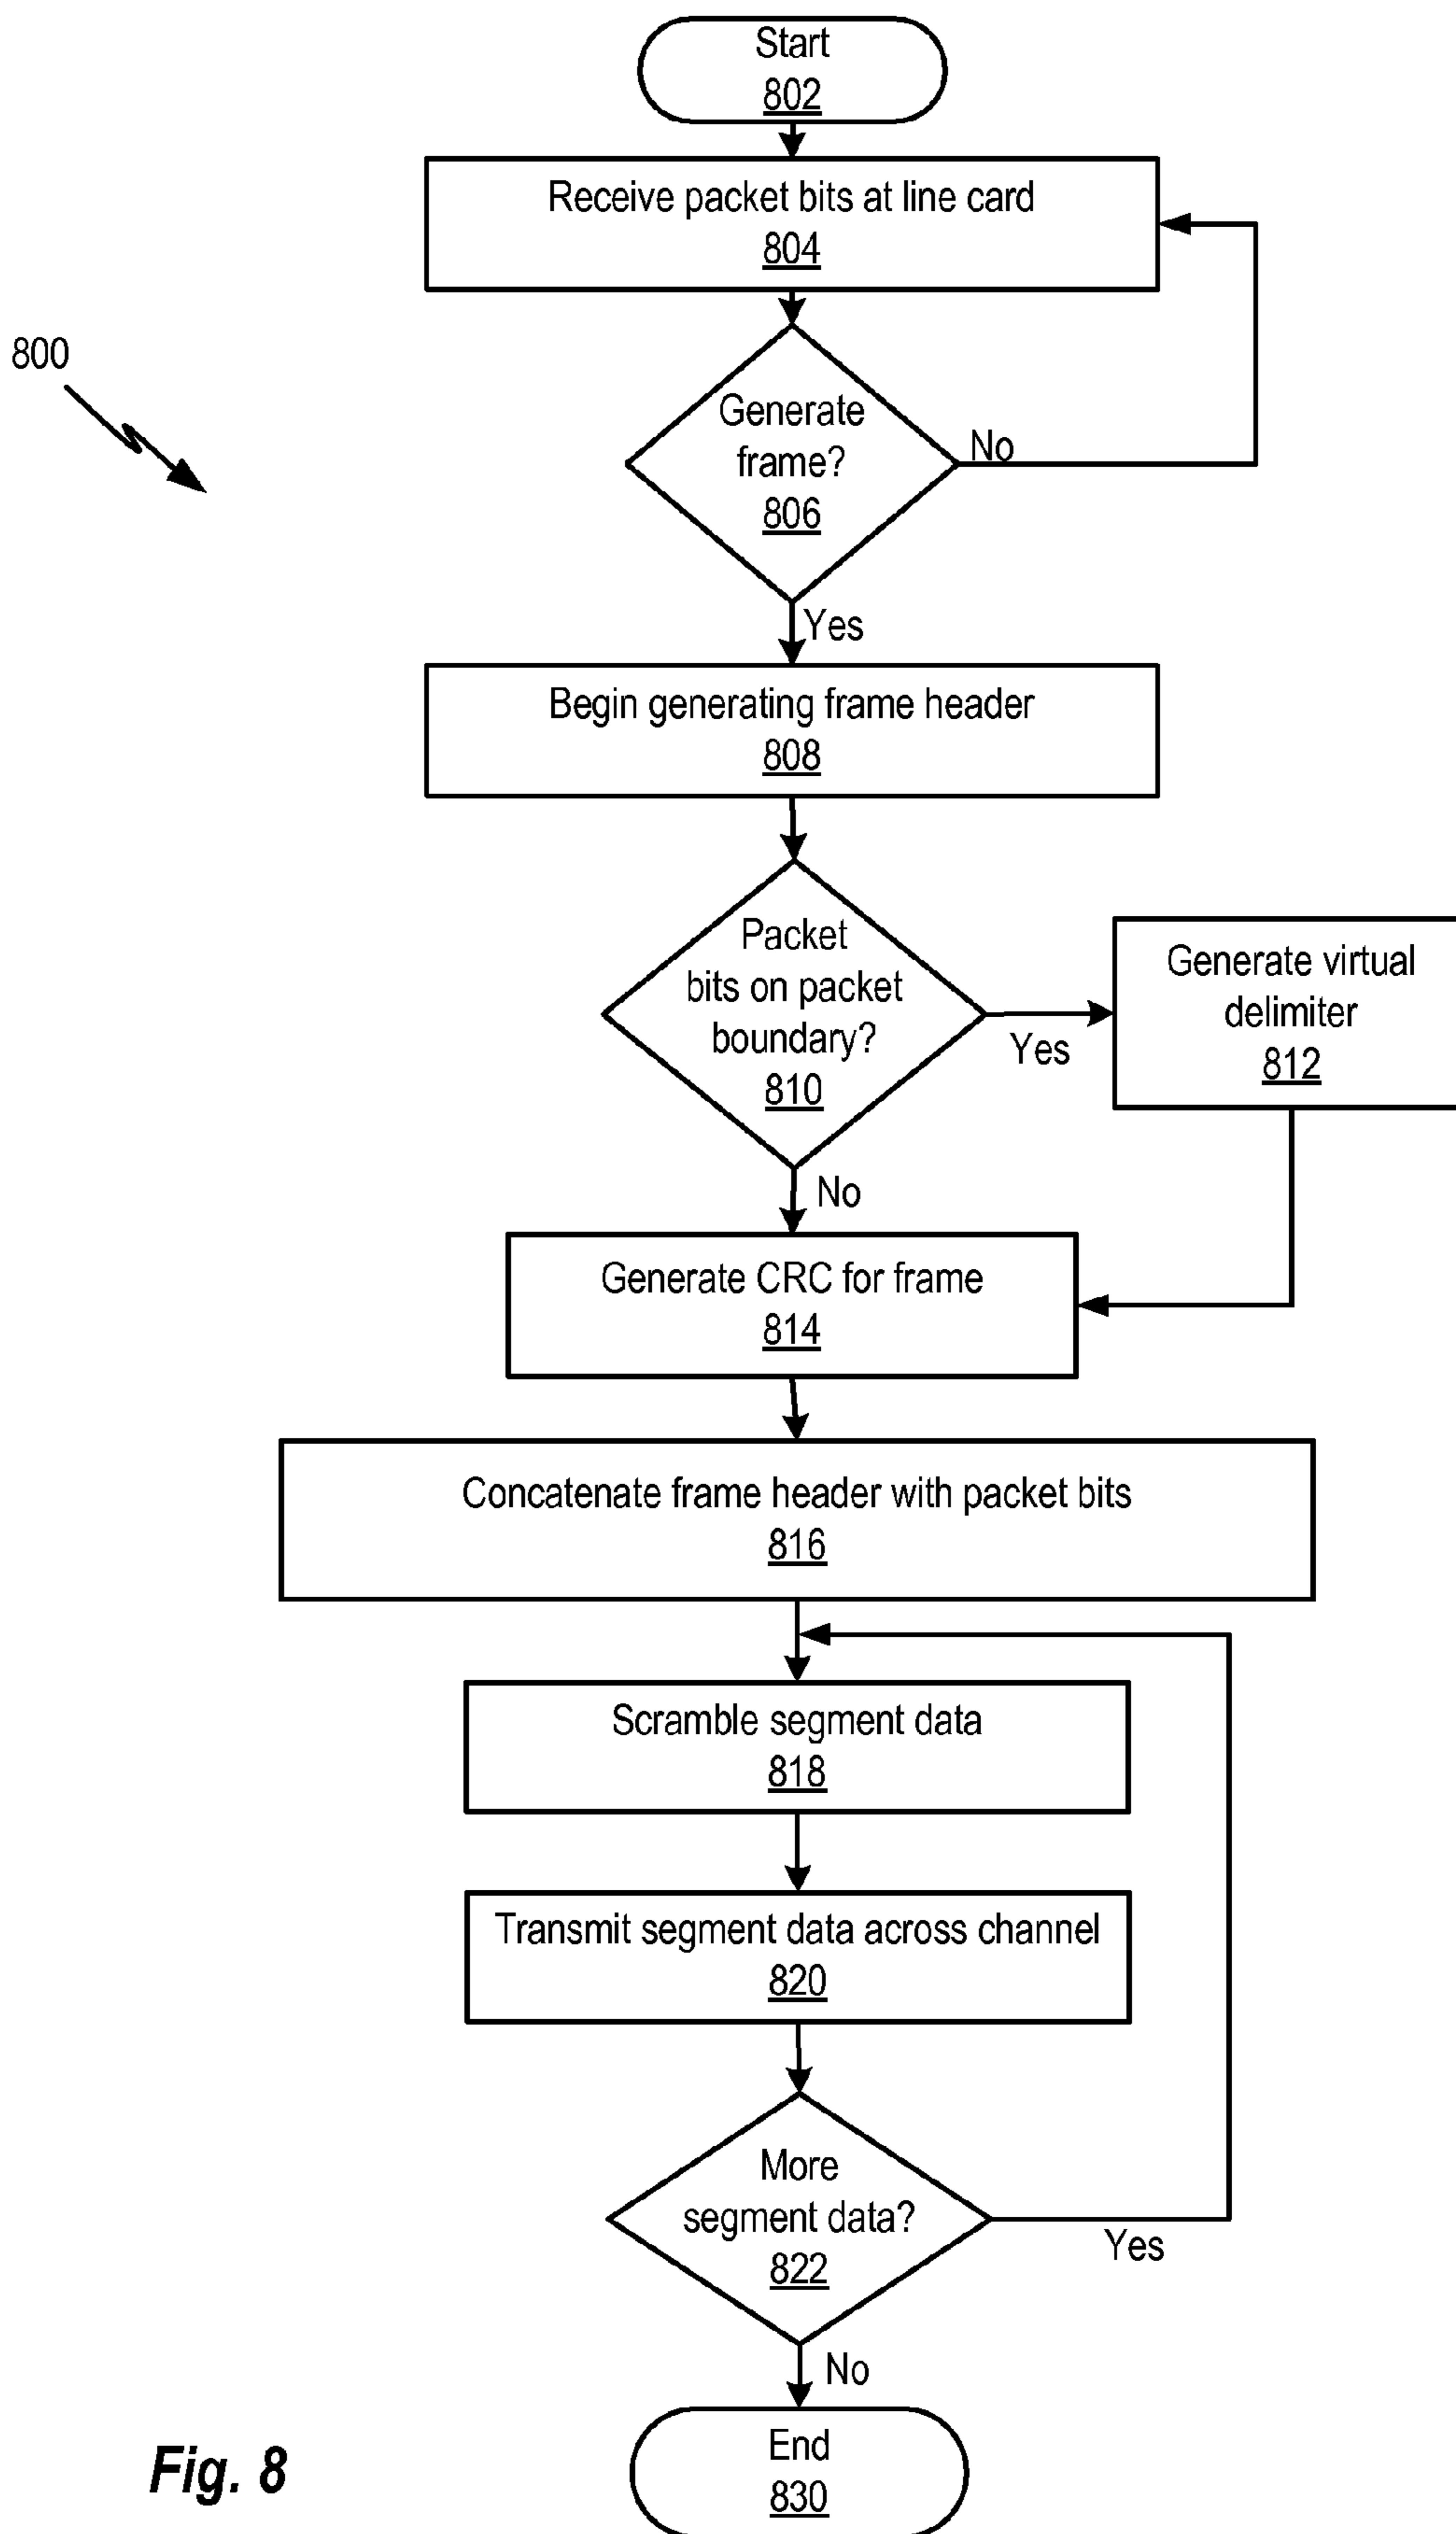 Start
802
Receive packet bits at line card
804
800
Generate
frame?
806
No
Yes
Begin generating frame header
808
Packet
bits on packet
boundary?
810
Yes
Generate virtual
delimiter
812
No
Generate CRC for frame
814
Concatenate frame header with packet bits
816
Scramble segment data
818
Transmit segment data across channel
820
More
segment data?
822
Yes
No
End
830
Fig. 8